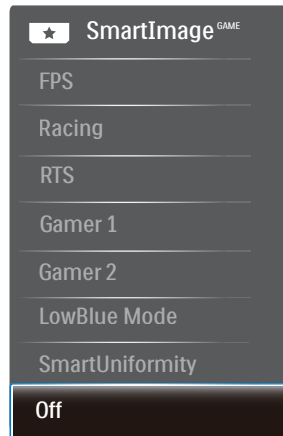 SmartImage GAME
FPS
Racing
RTS
Gamer 1
Gamer 2
LowBlue Mode
SmartUniformity
Off